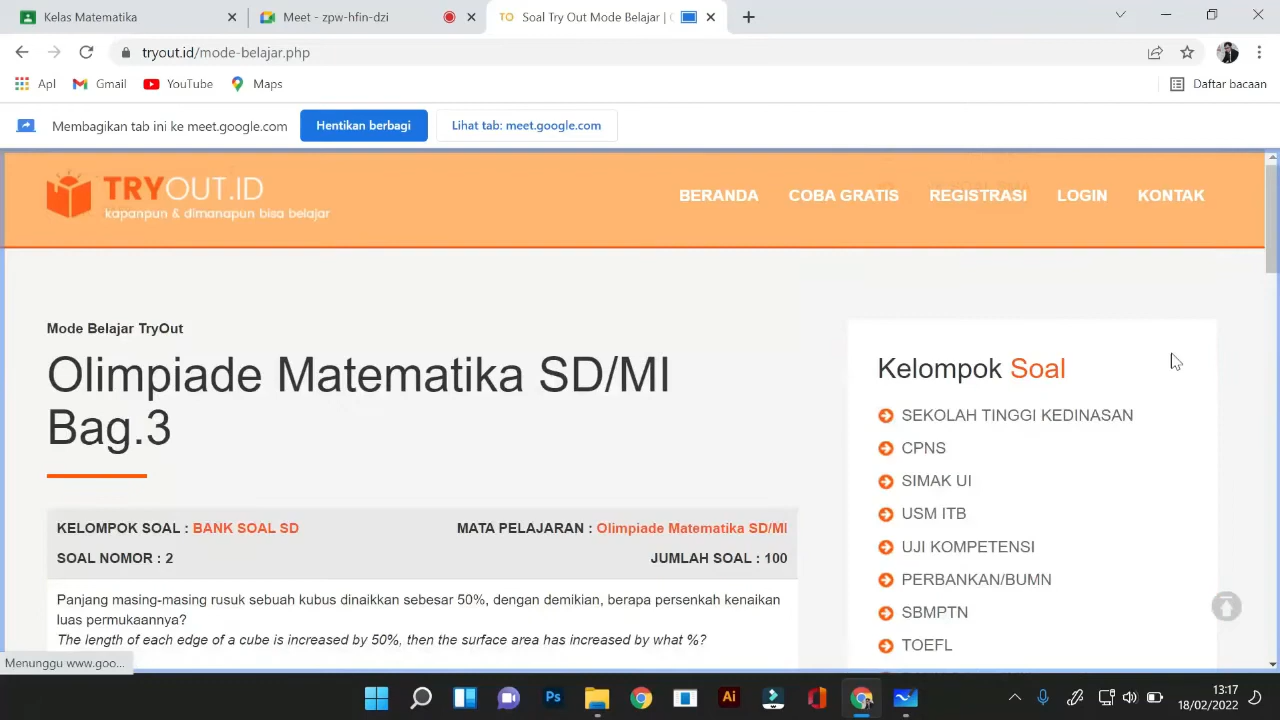 Kelas Matematika
Meet - zpw-hfin-dzi
Soal Try Out Mode Belajar | (
tryout.id/mode-belajar.php
Apl
Gmail
YouTube
Maps
Daftar bacaan
Membagikan tab ini ke meet.google.com
Hentikan berbagi
Lihat tab: meet.google.com
TRYOUT.ID
kapanpun & dimanapun bisa belajar
BERANDA
COBA GRATIS
REGISTRASI
LOGIN
KONTAK
Mode Belajar TryOut
Olimpiade Matematika SD/MI
Bag.3
KELOMPOK SOAL : BANK SOAL SD
MATA PELAJARAN : Olimpiade Matematika SD/MI
SOAL NOMOR : 2
JUMLAH SOAL : 100
Panjang masing-masing rusuk sebuah kubus dinaikkan sebesar 50%, dengan demikian, berapa persenkah kenaikan
luas permukaannya?
The length of each edge of a cube is increased by 50%, then the surface area has increased by what %?
Kelompok Soal
SEKOLAH TINGGI KEDINASAN
CPNS
SIMAK UI
USM ITB
UJI KOMPETENSI
PERBANKAN/BUMN
SBMPTN
TOEFL
Menunggu www.goo...
Ps
Ai
13:17
18/02/2022